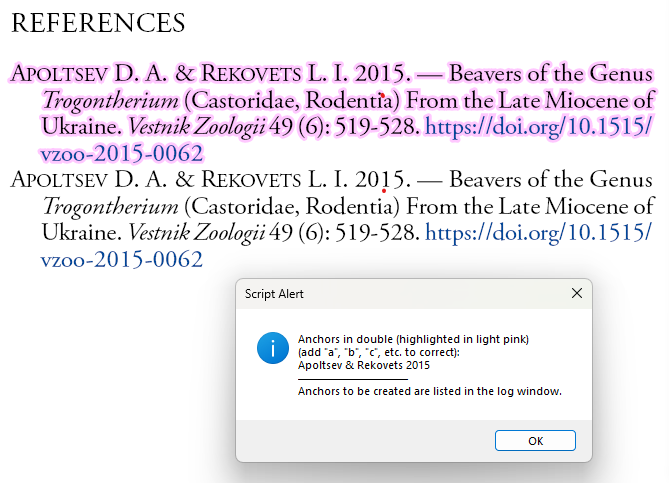 REFERENCES
APOLTSEV D. A. & REKOVETS L. I. 2015. — Beavers of the Genus
Trogontherium (Castoridae, Rodentia) From the Late Miocene of
Ukraine. Vestnik Zoologii 49 (6): 519-528. https://doi.org/10.1515/
vzoo-2015-0062
APOLTSEV D. A. & REKOVETS L. I. 2015. — Beavers of the Genus
Trogontherium (Castoridae, Rodentia) From the Late Miocene of
Ukraine. Vestnik Zoologii 49 (6): 519-528. https://doi.org/10.1515/
vzoo-2015-0062
Script Alert
Anchors in double (highlighted in light pink)
(add "a", "b", "c", etc. to correct):
Apoltsev & Rekovets 2015
Anchors to be created are listed in the log window.
OK